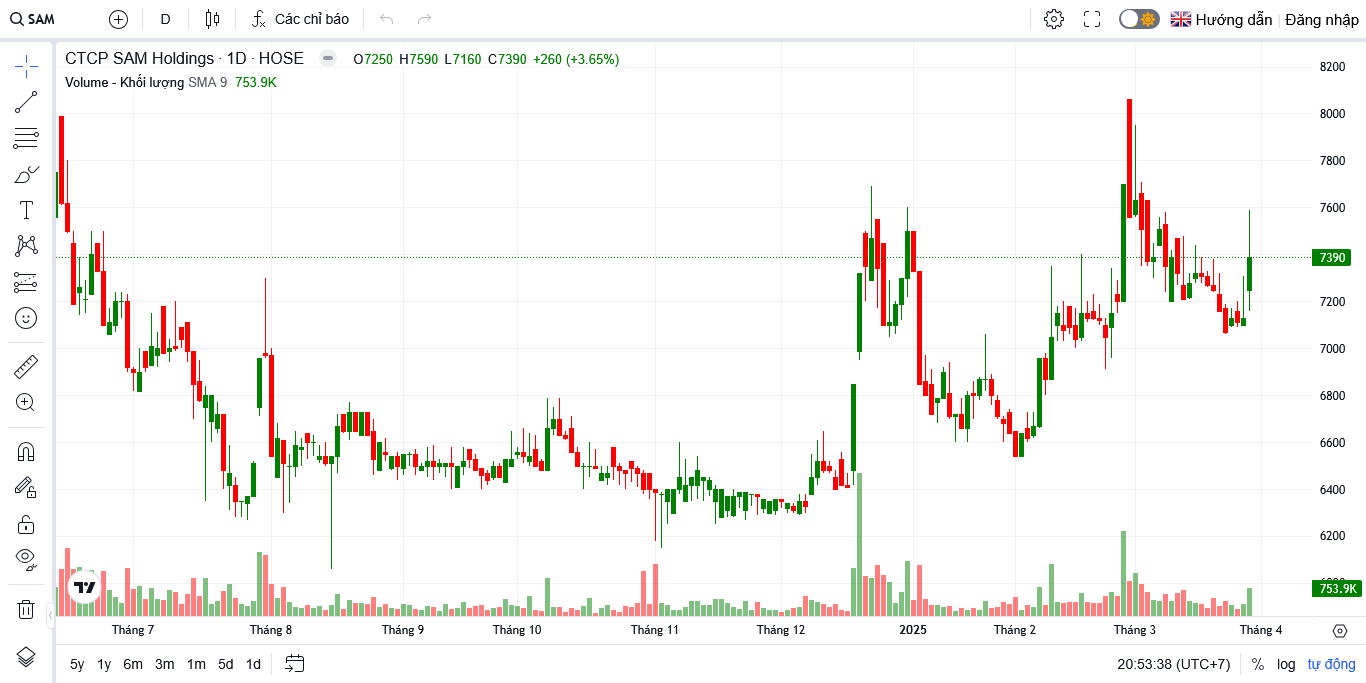 SAM D Các chỉ báo Hướng dẫn Đăng nhập
CTCP SAM Holdings · 1D · HOSE O7250 H7590 L7160 C7390 +260 (+3.65%)
Volume - Khối lượng SMA 9 753.9K
8200
8000
7800
7600
7390
7200
7000
6800
6600
6400
6200
753.9K
Tháng 7 Tháng 8 Tháng 9 Tháng 10 Tháng 11 Tháng 12 2025 Tháng 2 Tháng 3 Tháng 4
5y 1y 6m 3m 1m 5d 1d 20:53:38 (UTC+7) % log tự động